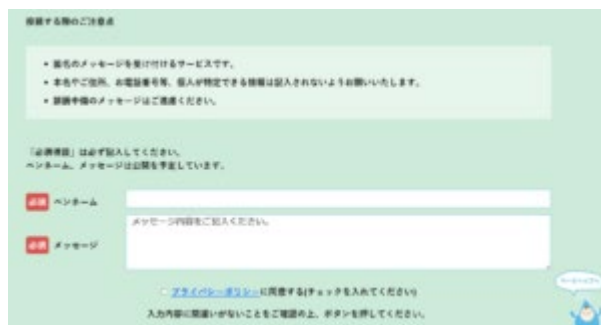 投稿する際のご注意点
匿名のメッセージを受け付けるサービスです。
本名やご住所、お電話番号等、個人が特定できる情報は記入されないようお願いいたします。
誹謗中傷のメッセージはご遠慮ください。
「必須項目」は必ず記入してください。
ペンネーム、メッセージは公開を予定しています。
必須 ペンネーム
メッセージ内容をご記入ください。
必須 メッセージ
プライバシーポリシーに同意する(チェックを入れてください)
入力内容に間違いがないことをご確認の上、ボタンを押してください。